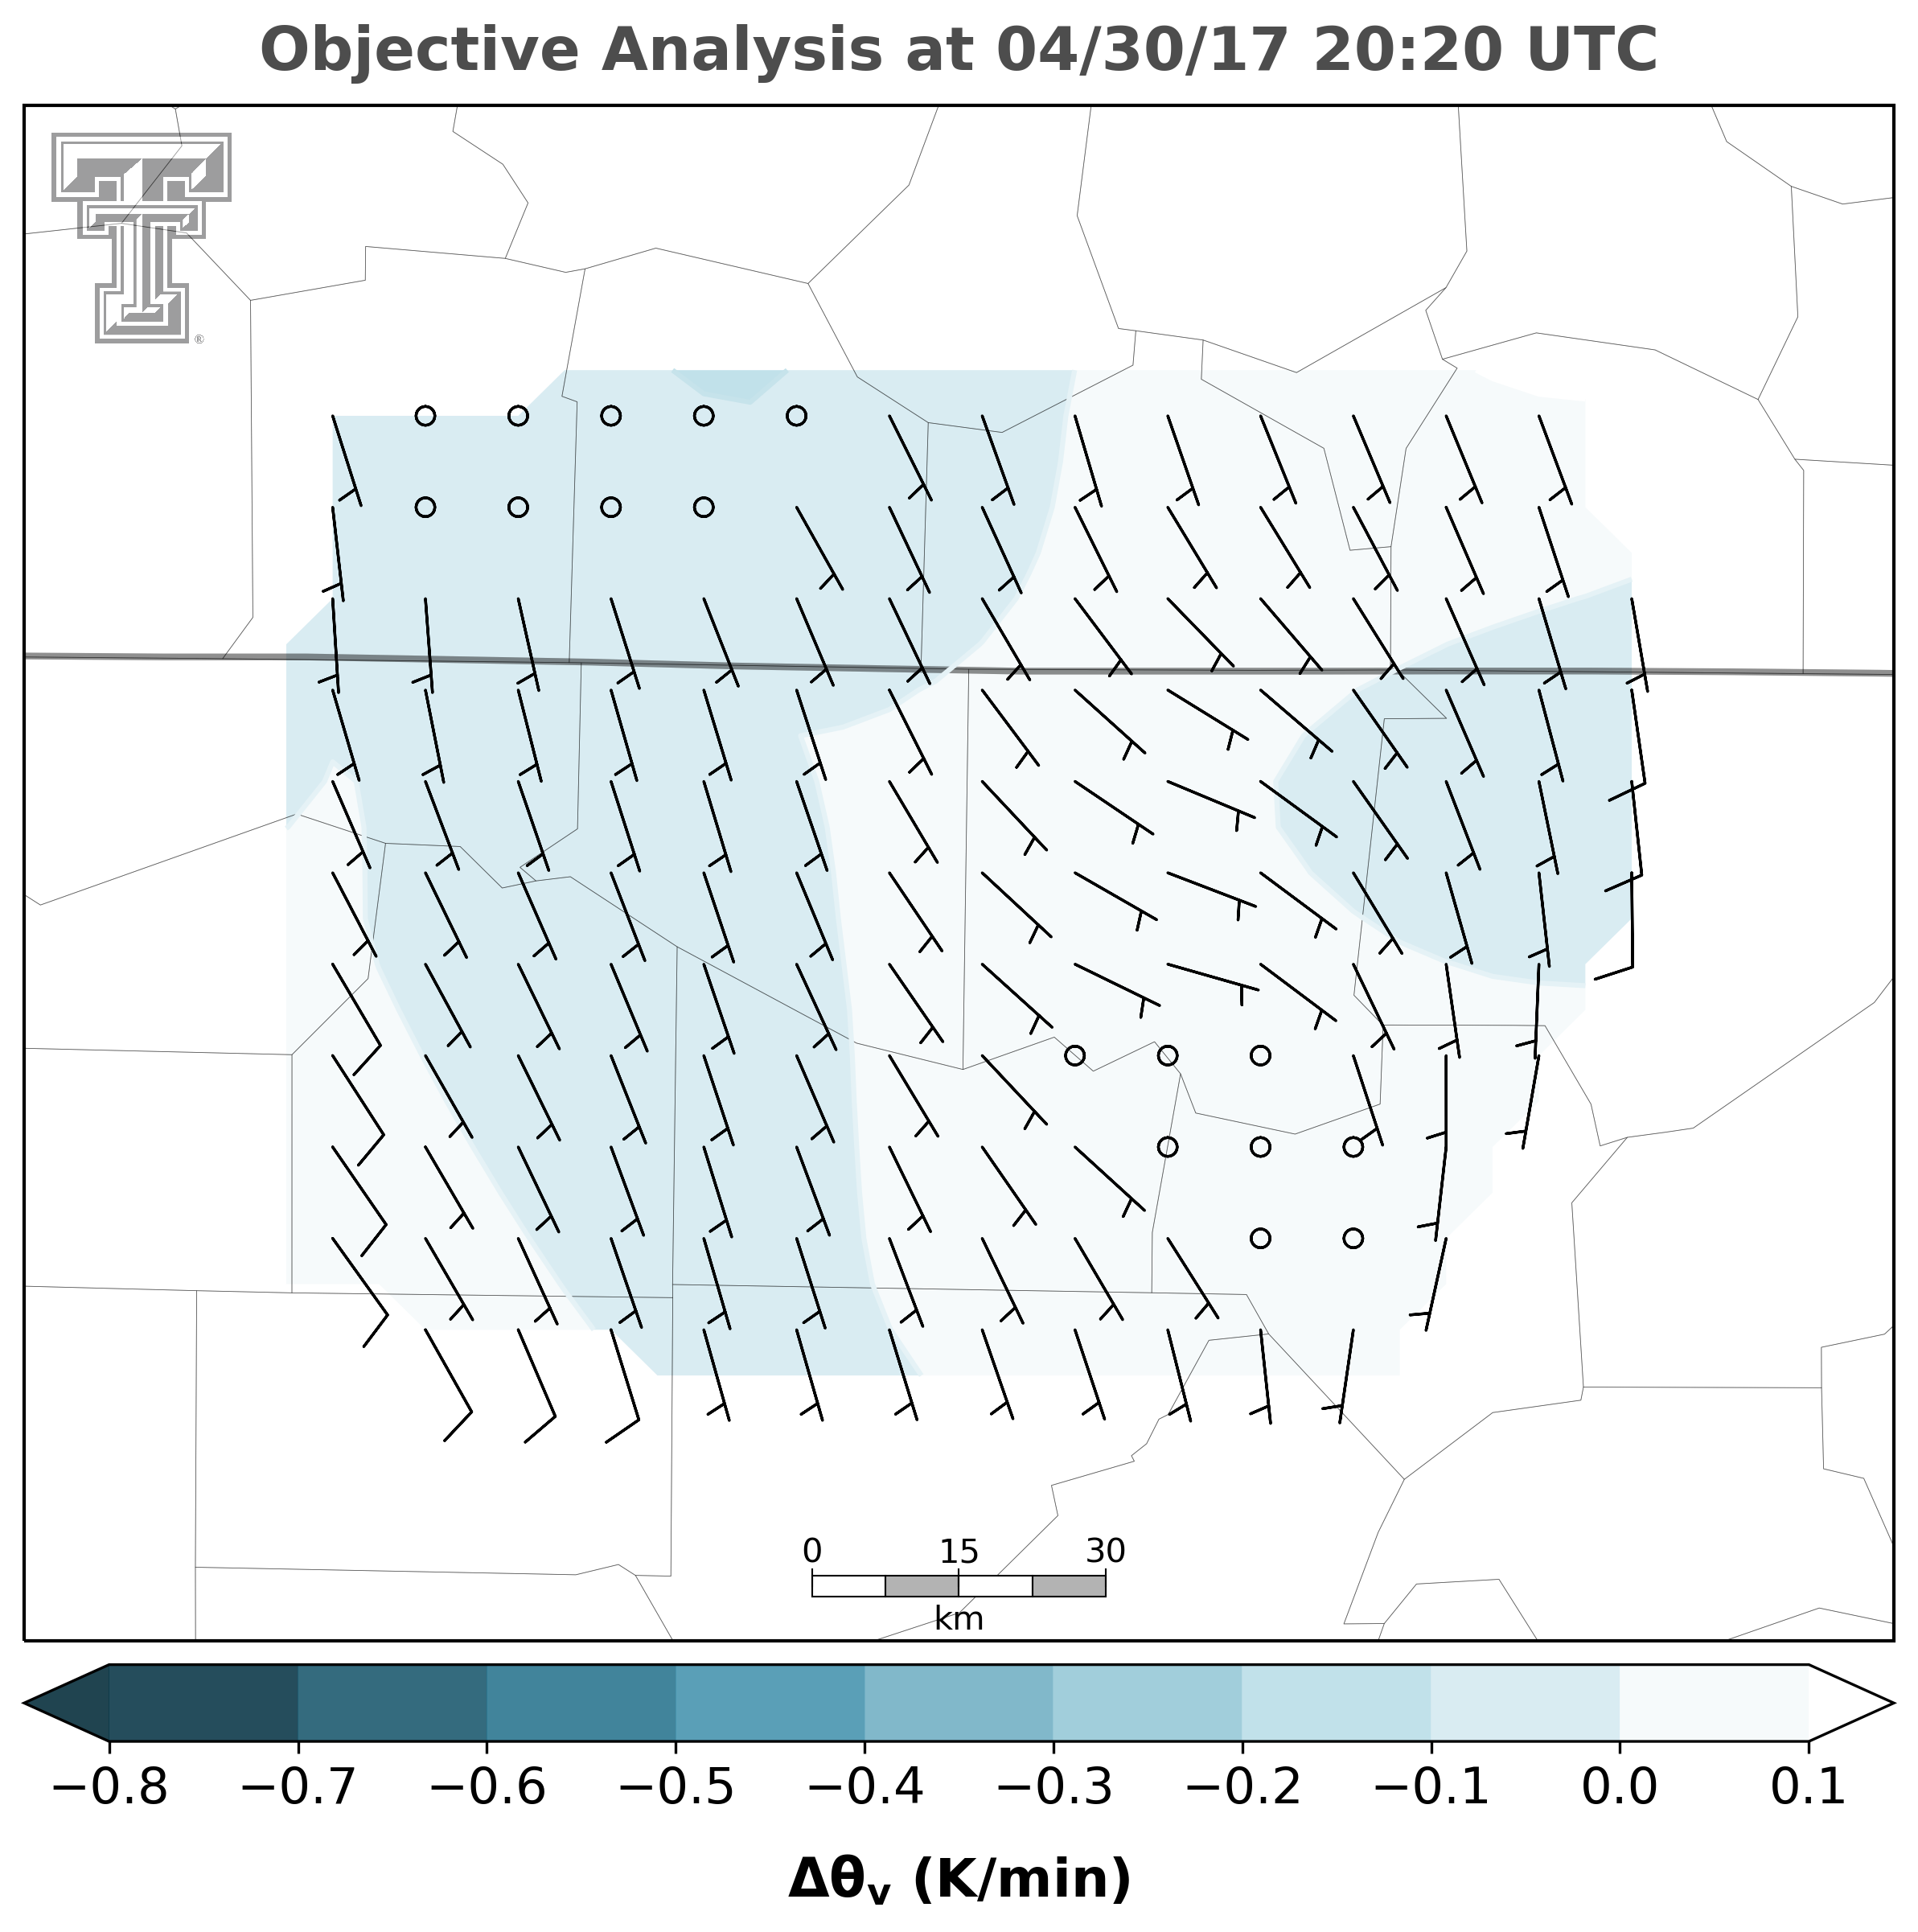 Objective Analysis at 04/30/17 20:20 UTC
®
0 15 30
km
−0.8 −0.7 −0.6 −0.5 −0.4 −0.3 −0.2 −0.1 0.0 0.1
Δθv (K/min)